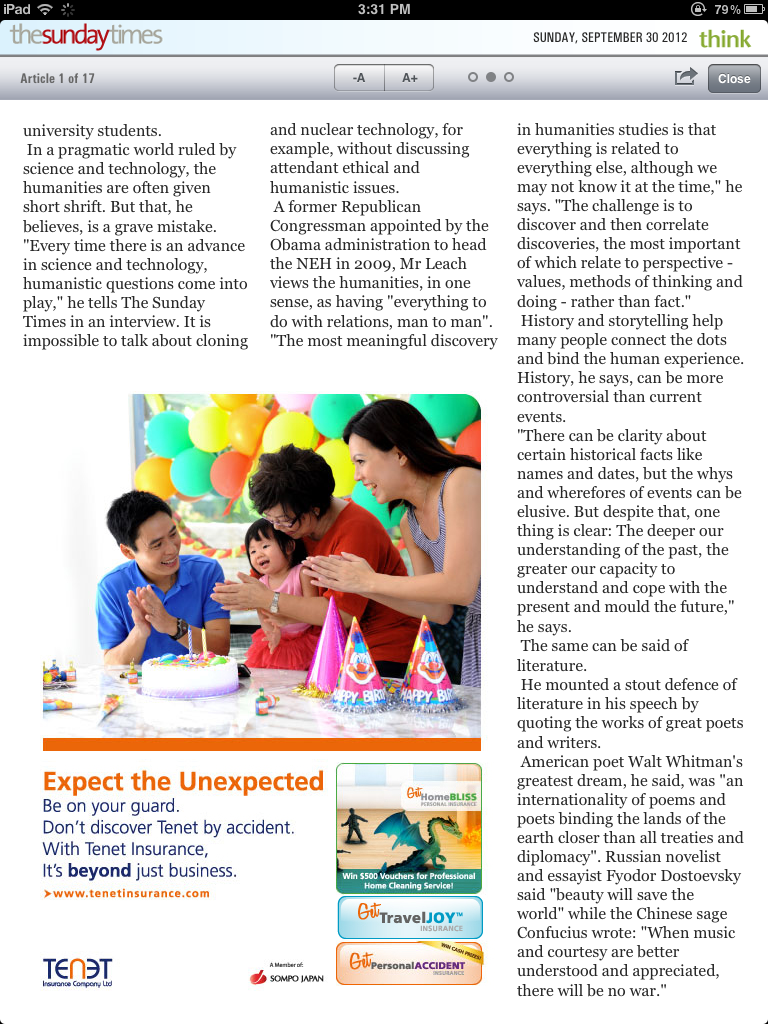 iPad
3:31 PM
79%
thesundaytimes
SUNDAY, SEPTEMBER 30 2012 think
Article 1 of 17
-A A+
Close
university students.
In a pragmatic world ruled by
science and technology, the
humanities are often given
short shrift. But that, he
believes, is a grave mistake.
"Every time there is an advance
in science and technology,
humanistic questions come into
play," he tells The Sunday
Times in an interview. It is
impossible to talk about cloning
and nuclear technology, for
example, without discussing
attendant ethical and
humanistic issues.
A former Republican
Congressman appointed by the
Obama administration to head
the NEH in 2009, Mr Leach
views the humanities, in one
sense, as having "everything to
do with relations, man to man".
"The most meaningful discovery
in humanities studies is that
everything is related to
everything else, although we
may not know it at the time," he
says. "The challenge is to
discover and then correlate
discoveries, the most important
of which relate to perspective -
values, methods of thinking and
doing - rather than fact."
History and storytelling help
many people connect the dots
and bind the human experience.
History, he says, can be more
controversial than current
events.
"There can be clarity about
certain historical facts like
names and dates, but the whys
and wherefores of events can be
elusive. But despite that, one
thing is clear: The deeper our
understanding of the past, the
greater our capacity to
understand and cope with the
present and mould the future,"
he says.
The same can be said of
literature.
He mounted a stout defence of
literature in his speech by
quoting the works of great poets
and writers.
American poet Walt Whitman's
greatest dream, he said, was "an
internationality of poems and
poets binding the lands of the
earth closer than all treaties and
diplomacy". Russian novelist
and essayist Fyodor Dostoevsky
said "beauty will save the
world" while the Chinese sage
Confucius wrote: "When music
and courtesy are better
understood and appreciated,
there will be no war."
HAPPY BIRTH
HAPPY BIRTH
Expect the Unexpected
Be on your guard.
Don't discover Tenet by accident.
With Tenet Insurance,
It's beyond just business.
www.tenetinsurance.com
TENET
Insurance Company Ltd
A Member of:
SOMPO JAPAN
Get HomeBLISS
PERSONAL INSURANCE
Win $500 Vouchers for Professional
Home Cleaning Service!
Get TravelJOY™
INSURANCE
WIN CASH PRIZES!
Get PersonalACCIDENT
INSURANCE